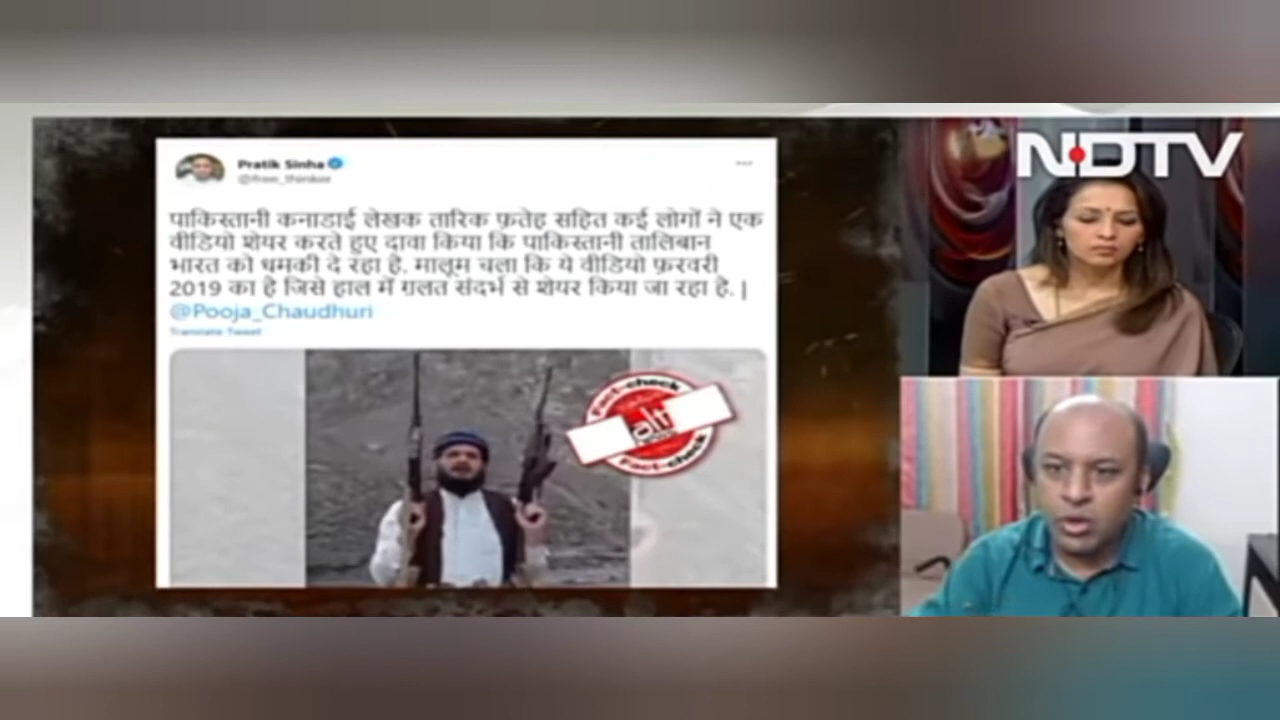 NDTV
Pratik Sinha
@free_thinker
पाकिस्तानी कनाडाई लेखक तारिक फ़तेह सहित कई लोगों ने एक
वीडियो शेयर करते हुए दावा किया कि पाकिस्तानी तालिबान
भारत को धमकी दे रहा है. मालूम चला कि ये वीडियो फ़रवरी
2019 का है जिसे हाल में ग़लत संदर्भ से शेयर किया जा रहा है. |
@Pooja_Chaudhuri
Translate Tweet
Fact-check
alt
Fact-check